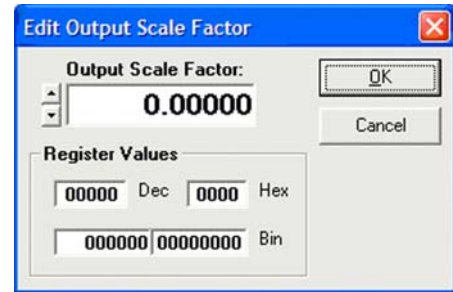 Edit Output Scale Factor
Output Scale Factor:
0.00000
OK
Cancel
Register Values
00000 Dec 0000 Hex
000000 00000000 Bin